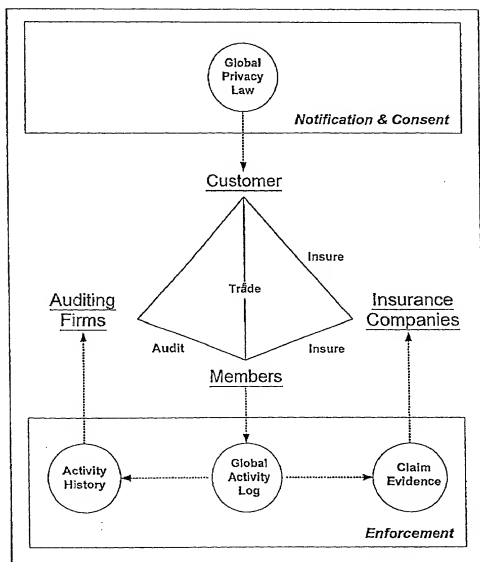 Global
Privacy
Law
Notification & Consent
Customer
Insure
Trade
Auditing
Firms
Insurance
Companies
Audit
Insure
Members
Activity
History
Global
Activity
Log
Claim
Evidence
Enforcement